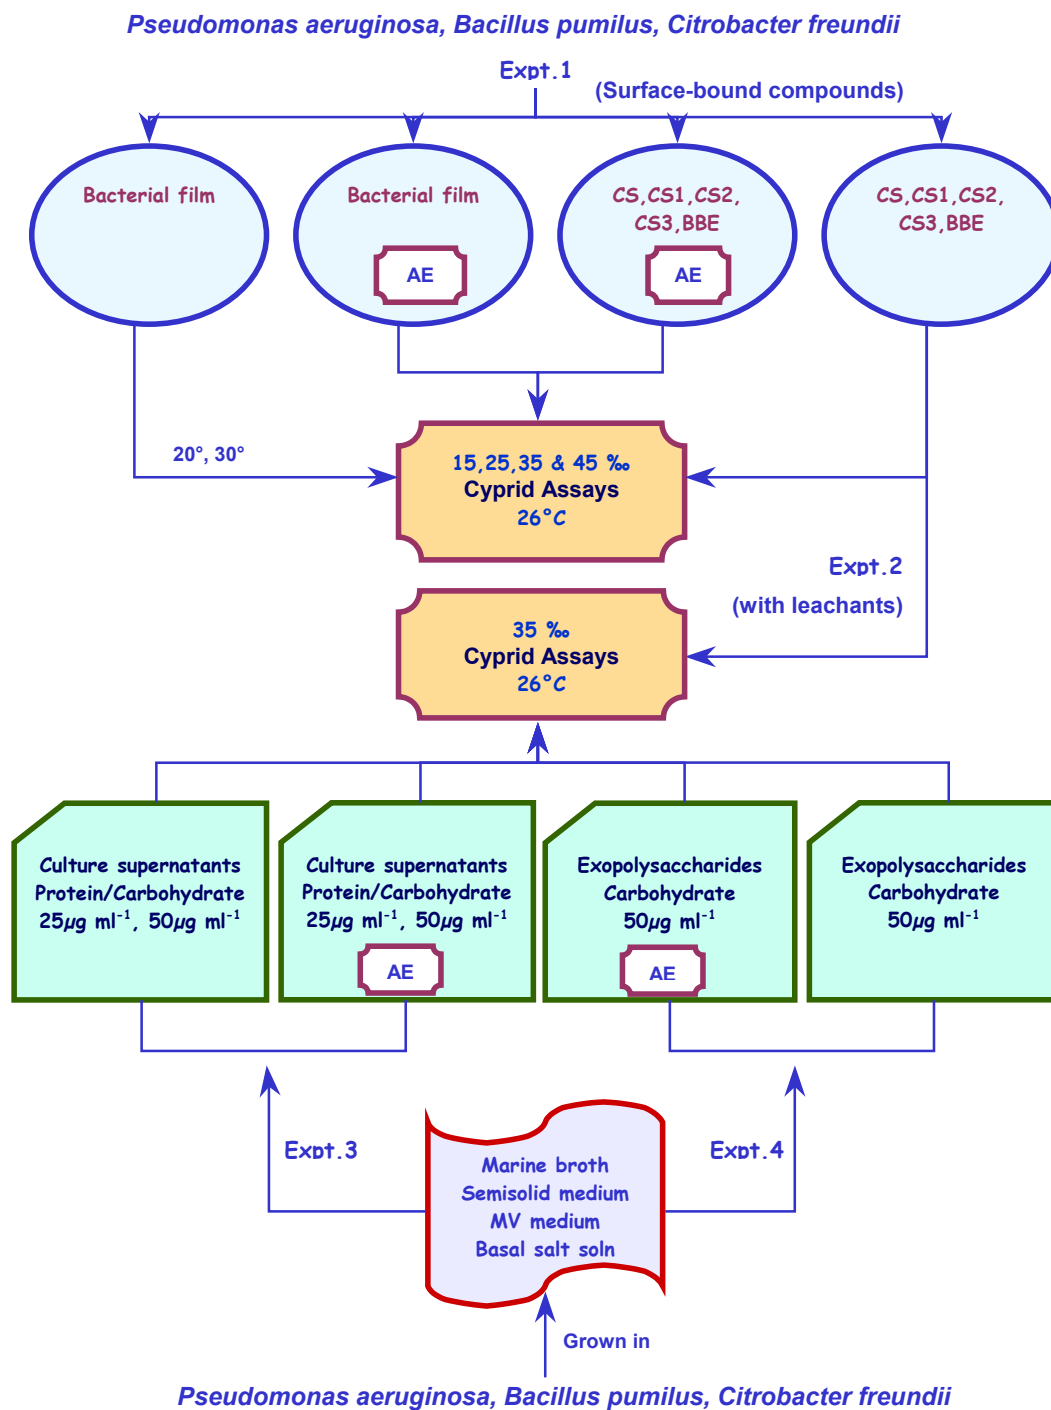 Pseudomonas aeruginosa, Bacillus pumilus, Citrobacter freundii
Expt.1
(Surface-bound compounds)
Bacterial film
Bacterial film
AE
CS,CS1,CS2,
CS3,BBE
AE
CS,CS1,CS2,
CS3,BBE
20°, 30°
15,25,35 & 45 ‰
Cyprid Assays
26°C
Expt.2
(with leachants)
35 ‰
Cyprid Assays
26°C
Culture supernatants
Protein/Carbohydrate
25µg ml⁻¹, 50µg ml⁻¹
Culture supernatants
Protein/Carbohydrate
25µg ml⁻¹, 50µg ml⁻¹
AE
Exopolysaccharides
Carbohydrate
50µg ml⁻¹
AE
Exopolysaccharides
Carbohydrate
50µg ml⁻¹
Expt.3
Expt.4
Marine broth
Semisolid medium
MV medium
Basal salt soln
Grown in
Pseudomonas aeruginosa, Bacillus pumilus, Citrobacter freundii